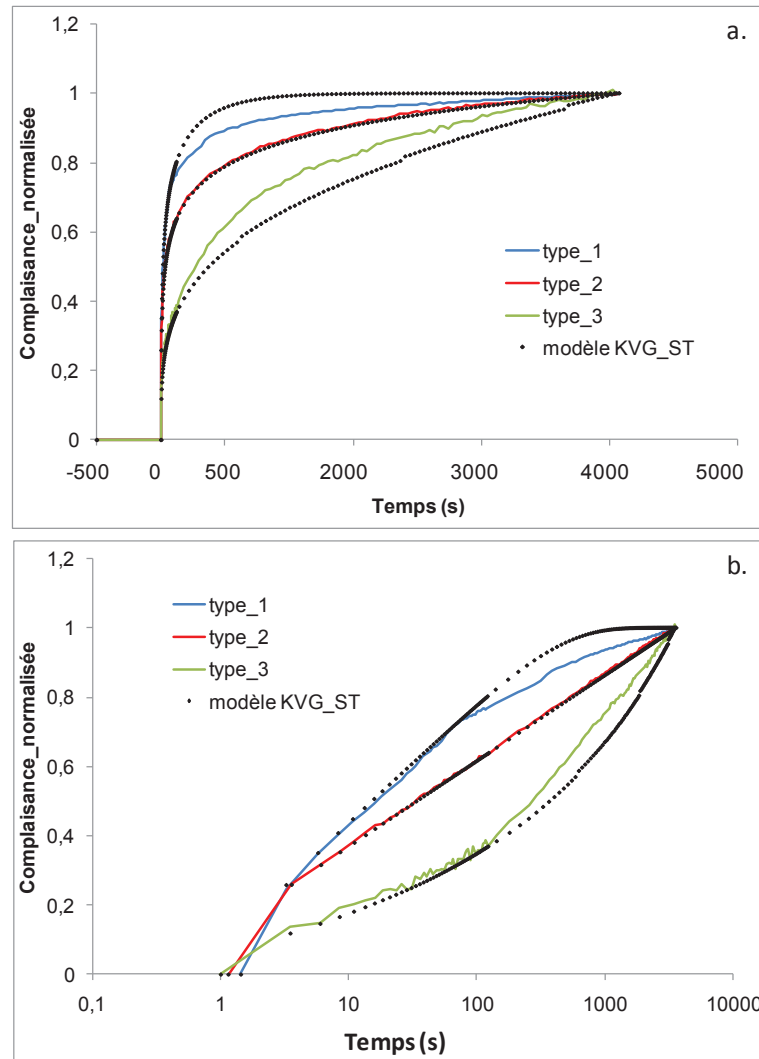 a.
1,2
1
0,8
0,6
0,4
0,2
0
Complaisance_normalisée
type_1
type_2
type_3
modèle KVG_ST
-500 0 500 2000 3000 4000 5000
Temps (s)
b.
1,2
1
0,8
0,6
0,4
0,2
0
Complaisance_normalisée
type_1
type_2
type_3
modèle KVG_ST
0,1 1 10 100 1000 10000
Temps (s)